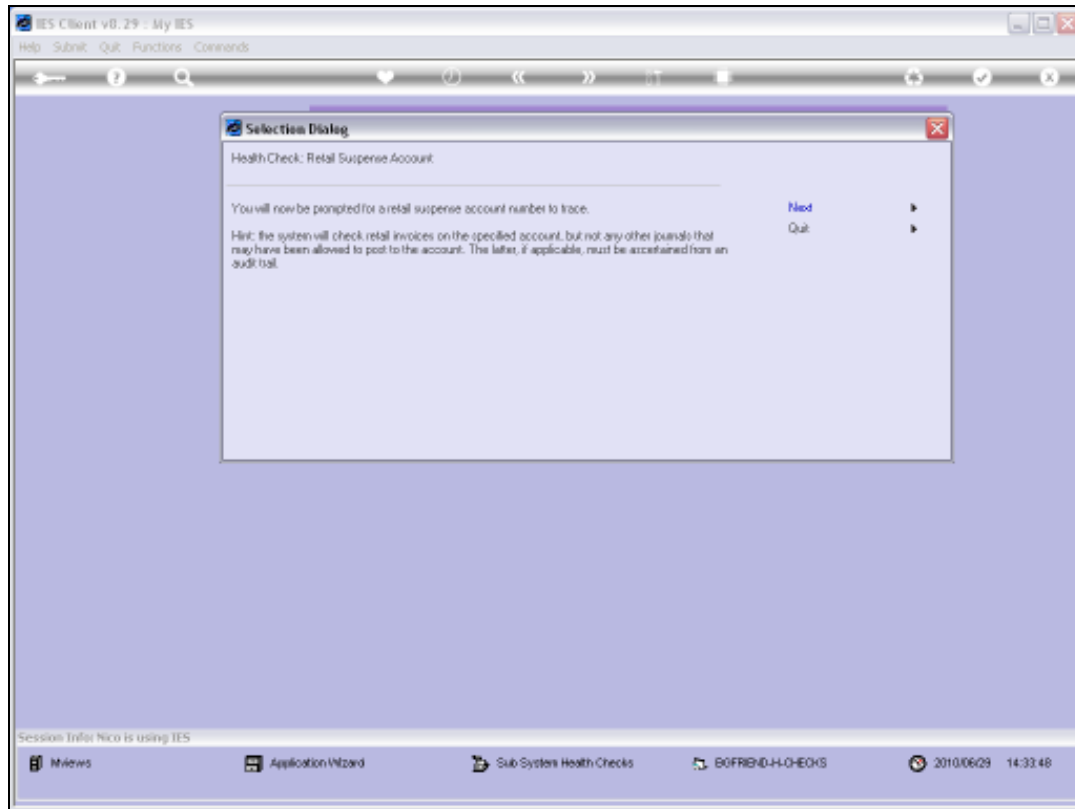 IES Client v0.29 : My IES
Help Submit Quit Functions Commands
Selection Dialog
Health Check: Retail Suspense Account
You will now be prompted for a retail suspense account number to trace.
Next
Hint: the system will check retail invoices on the specified account, but not any other journals that
Quit
may have been allowed to post to the account. The latter, if applicable, must be ascertained from an
audit trail.
Session Info: Nico is using IES
Mviews Application Wizard Sub System Health Checks BGFRIEND-H-CHECKS 2010/06/29 14:33:48